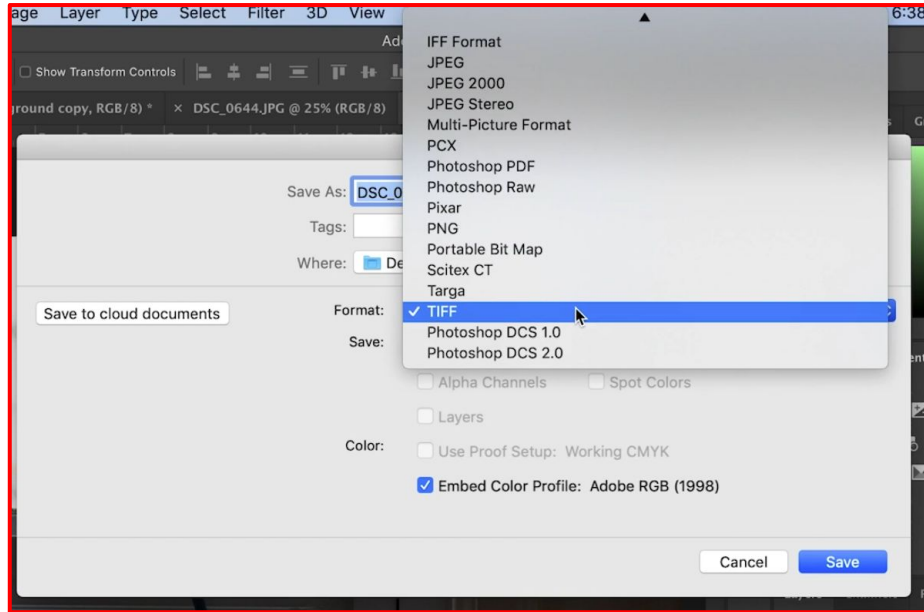 age Layer Type Select Filter 3D View 6:38
Show Transform Controls
round copy, RGB/8) * × DSC_0644.JPG @ 25% (RGB/8)
IFF Format
JPEG
JPEG 2000
JPEG Stereo
Multi-Picture Format
PCX
Photoshop PDF
Photoshop Raw
Pixar
PNG
Portable Bit Map
Scitex CT
Targa
TIFF
Photoshop DCS 1.0
Photoshop DCS 2.0
Save As: DSC_0
Tags:
Where: De
Save to cloud documents
Format:
Save:
Alpha Channels Spot Colors
Layers
Color:
Use Proof Setup: Working CMYK
Embed Color Profile: Adobe RGB (1998)
Cancel Save